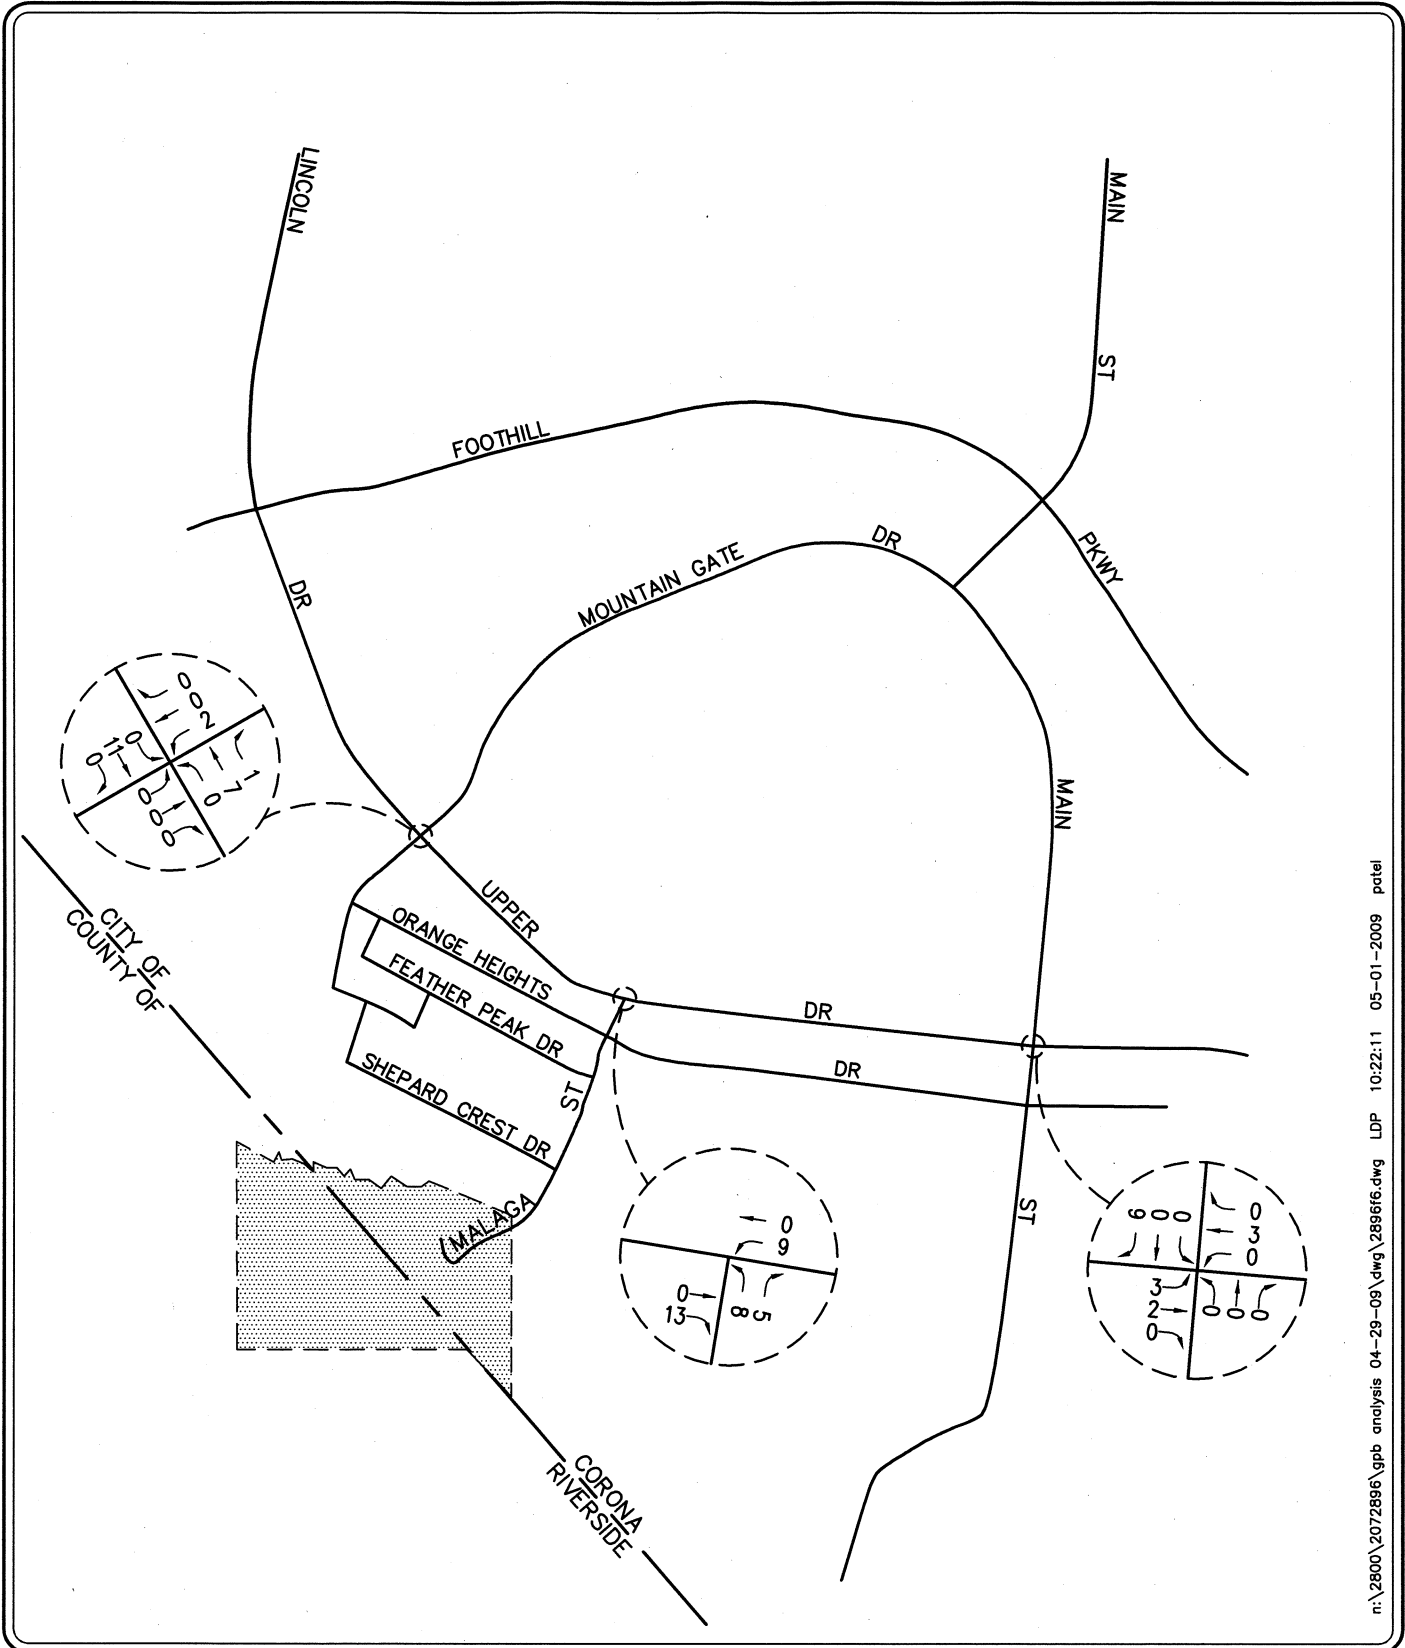 LINCOLN
MAIN
ST
FOOTHILL
DR
MOUNTAIN GATE
DR
PKWY
MAIN
0
0
2
1
7
0
0
11
0
0
0
0
UPPER
CITY OF
COUNTY OF
ORANGE HEIGHTS
FEATHER PEAK DR
DR
DR
SHEPARD CREST DR
ST
MALAGA
ST
0
9
0
13
8
5
0
3
0
9
0
0
3
2
0
0
0
0
CORONA
RIVERSIDE
n:\2800\2072896\gpb analysis 04-29-09\dwg\2896f6.dwg LDP 10:22:11 05-01-2009 patel